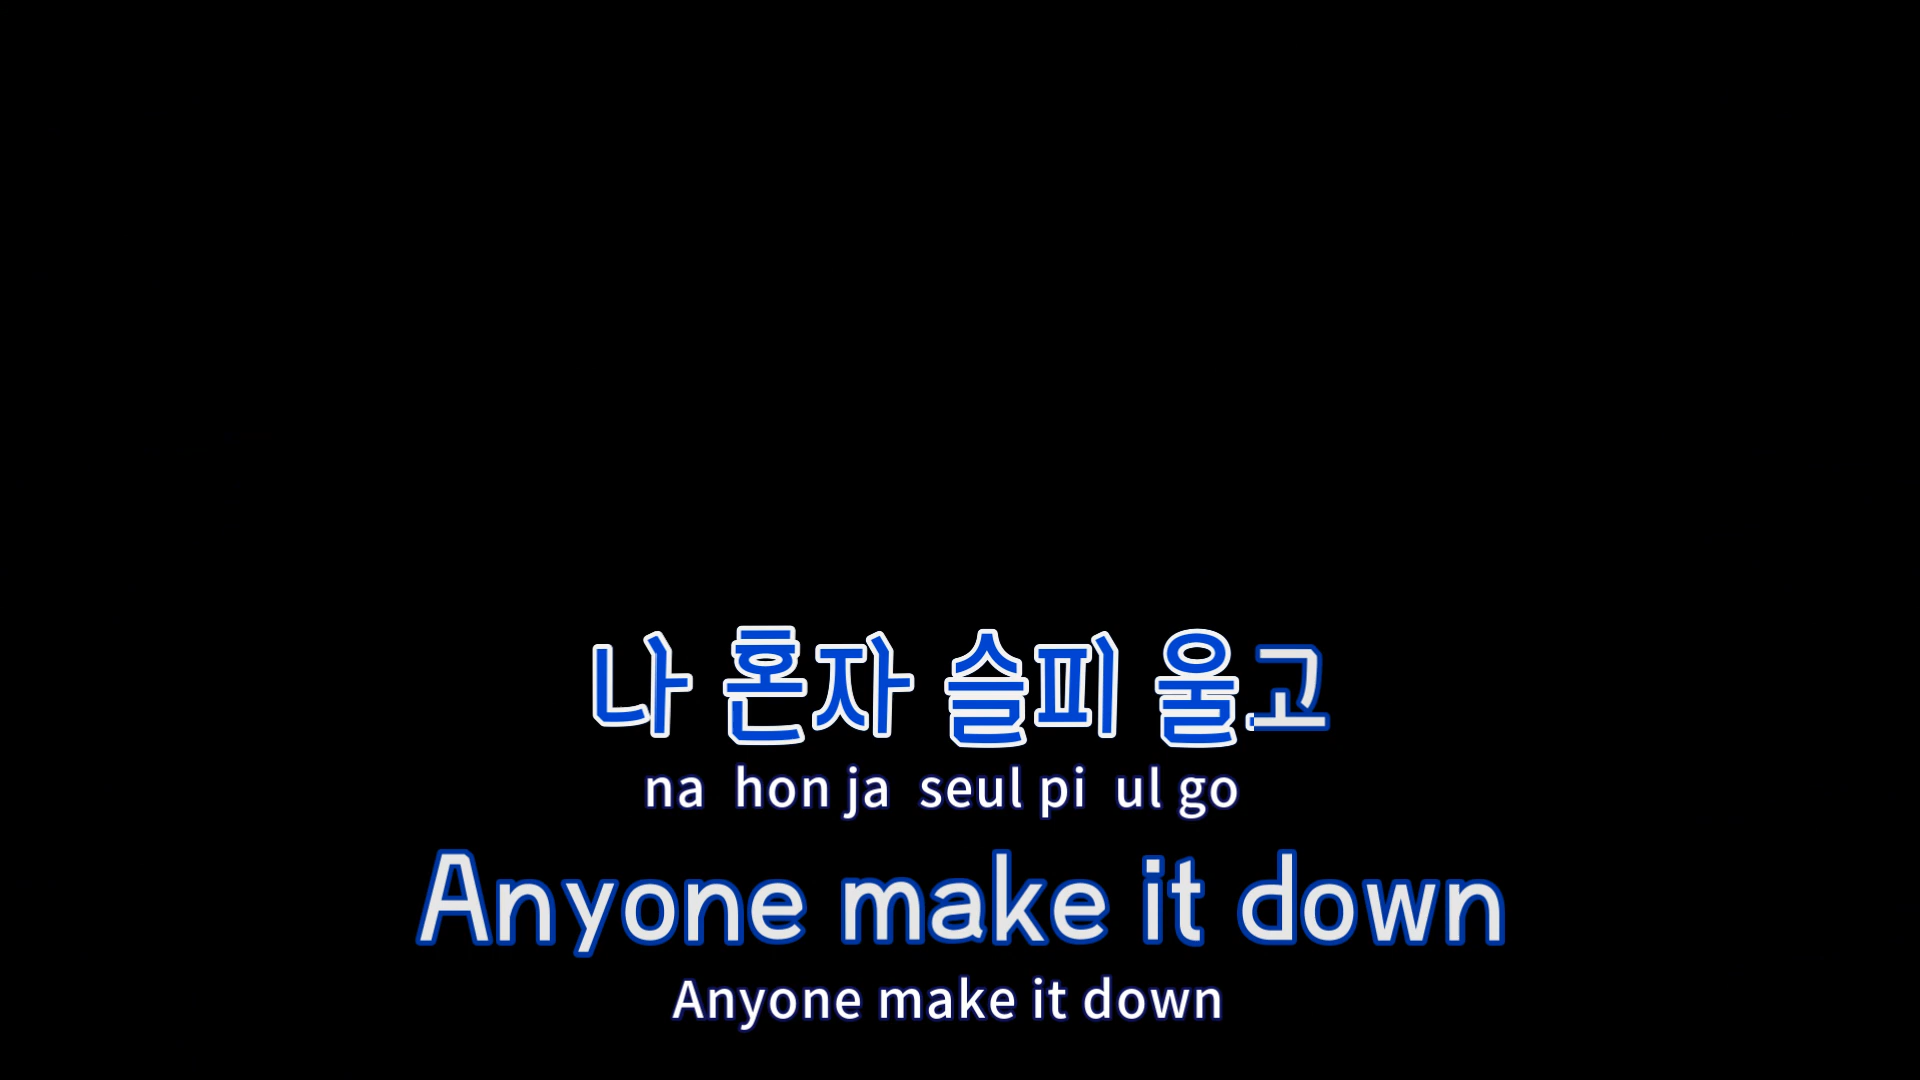 나 혼자 슬피 울고
na hon ja seul pi ul go
Anyone make it down
Anyone make it down